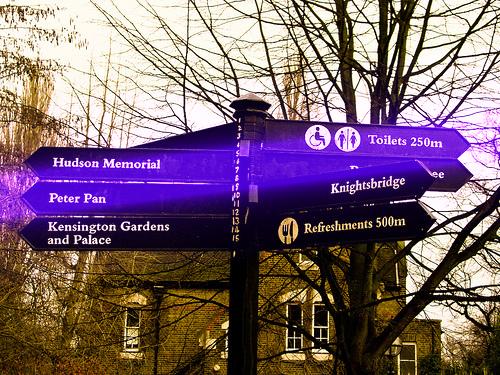 Toilets 250m
Hudson Memorial
Peter Pan
Knightsbridge
Kensington Gardens
and Palace
Refreshments 500m